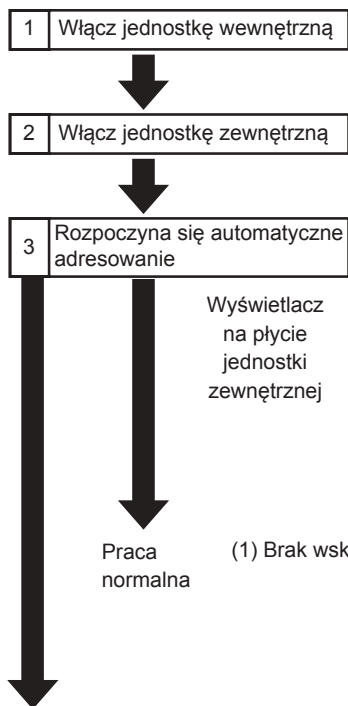 1 Włącz jednostkę wewnętrzną
2 Włącz jednostkę zewnętrzną
3 Rozpoczyna się automatyczne
adresowanie
Wyświetlacz
na płycie
jednostki
zewnętrznej
Praca
normalna
(1) Brak wsk